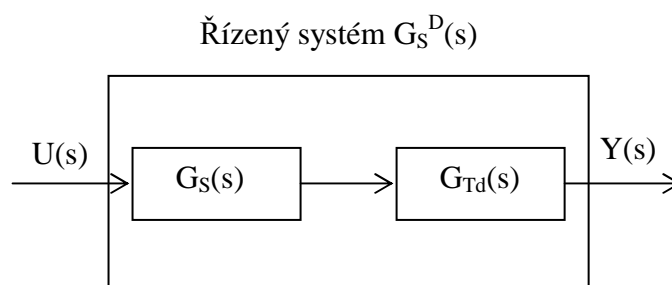 Řízený systém G_S^D(s)
U(s)
G_S(s)
G_Td(s)
Y(s)